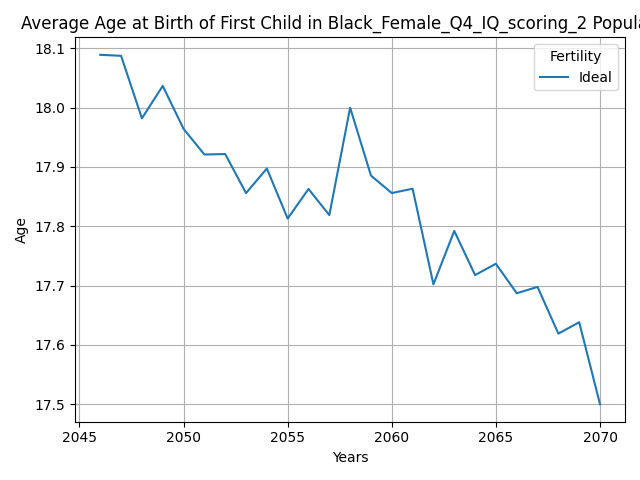 Average Age at Birth of First Child in Black_Female_Q4_IQ_scoring_2 Popula
Fertility
Ideal
18.1
18.0
17.9
17.8
17.7
17.6
17.5
Age
2045
2050
2055
2060
2065
2070
Years